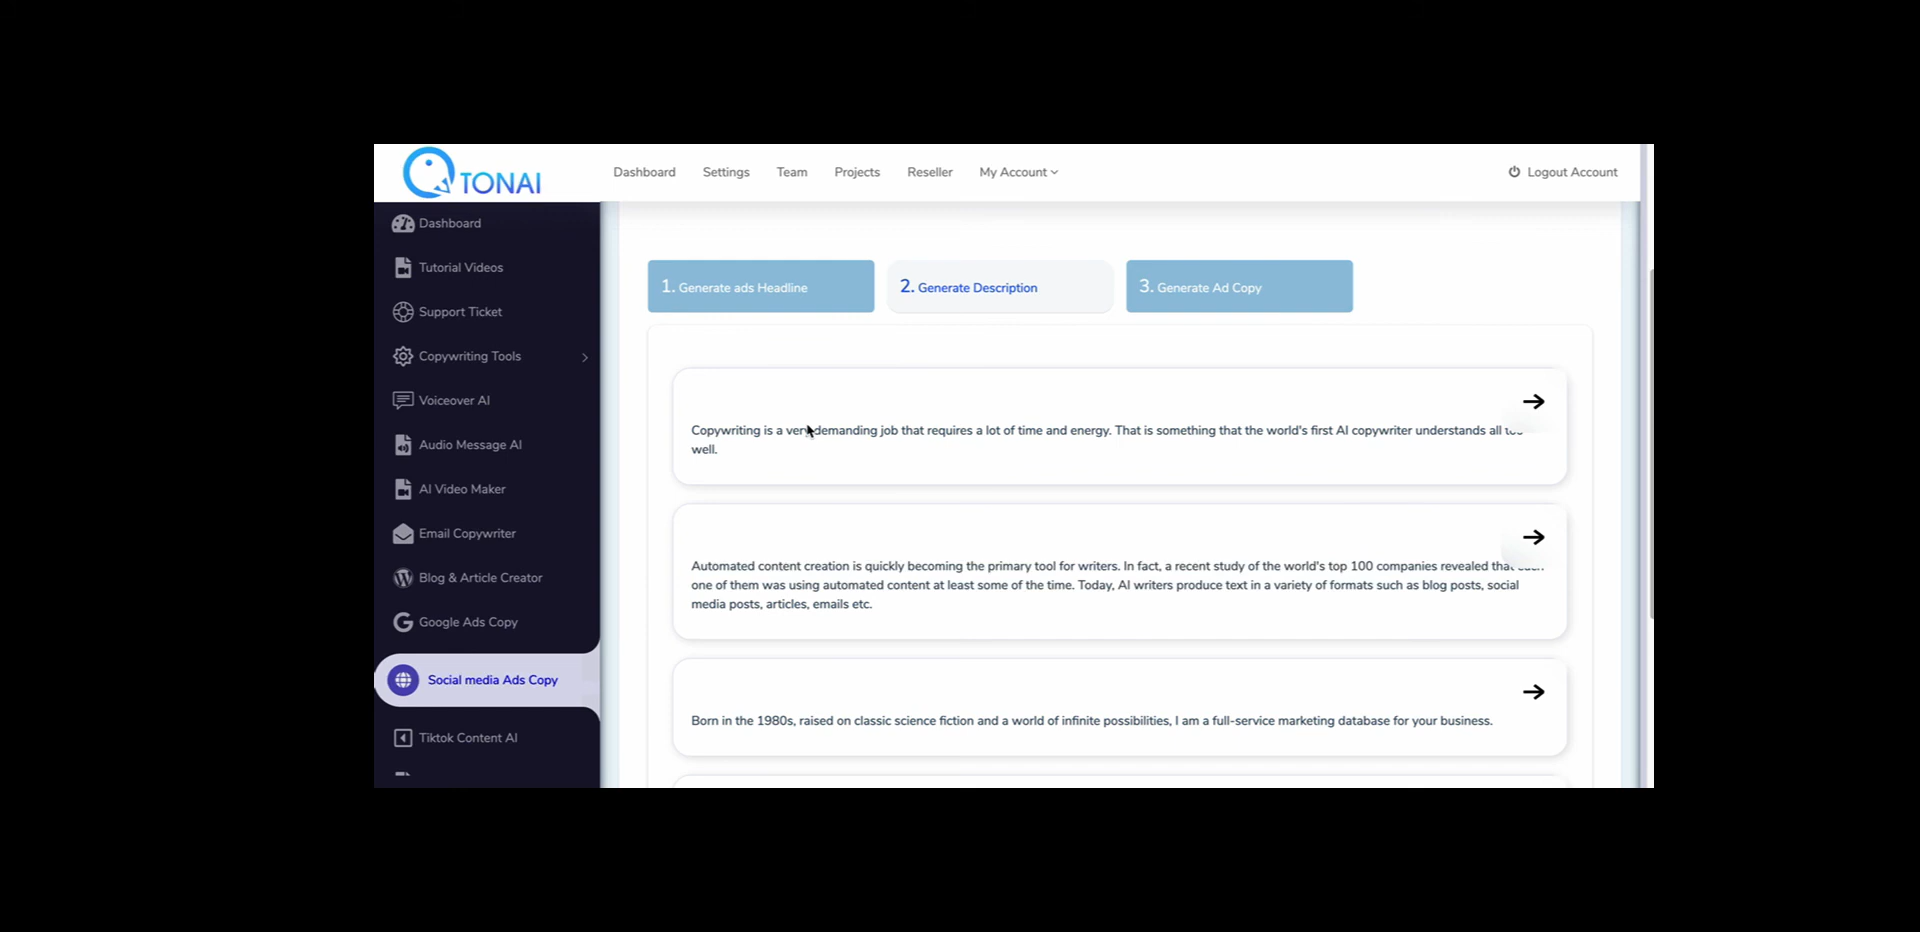 TONAI
Dashboard
Settings
Team
Projects
Reseller
My Account
Logout Account
Dashboard
Tutorial Videos
Support Ticket
Copywriting Tools
Voiceover AI
Audio Message AI
AI Video Maker
Email Copywriter
Blog & Article Creator
Google Ads Copy
Social media Ads Copy
Tiktok Content AI
1. Generate ads Headline
2. Generate Description
3. Generate Ad Copy
Copywriting is a very demanding job that requires a lot of time and energy. That is something that the world's first AI copywriter understands all too
well.
Automated content creation is quickly becoming the primary tool for writers. In fact, a recent study of the world's top 100 companies revealed that each
one of them was using automated content at least some of the time. Today, AI writers produce text in a variety of formats such as blog posts, social
media posts, articles, emails etc.
Born in the 1980s, raised on classic science fiction and a world of infinite possibilities, I am a full-service marketing database for your business.